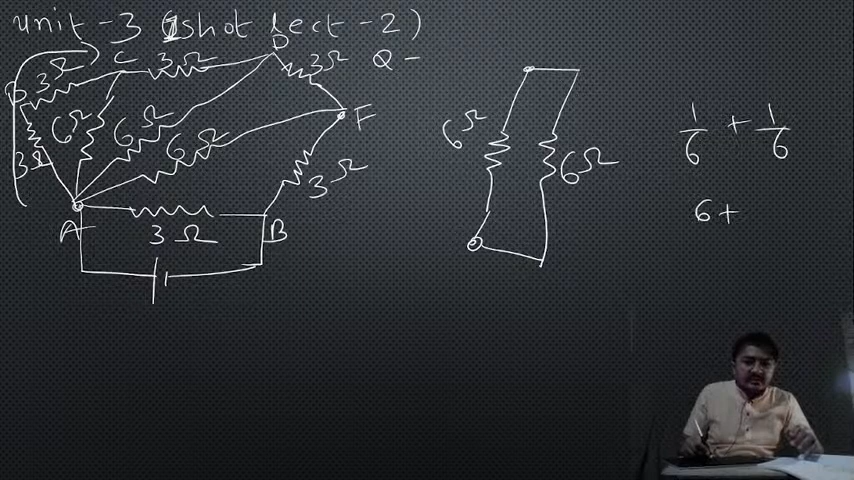 unit - 3 (1shot lect - 2)
D
C 3Ω 3Ω Q -
3Ω
6Ω 6Ω 6Ω F
3Ω 3Ω
A B
3Ω
6Ω 6Ω
1/6 + 1/6
6 +